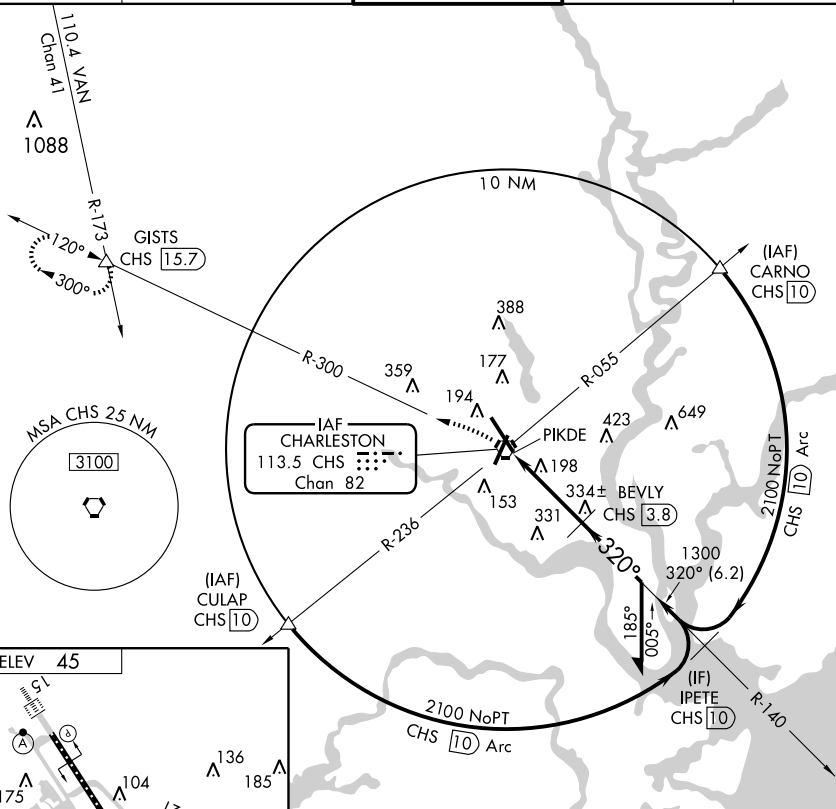 110.4 VAN
Chan 41
1088
R-173
GISTS
CHS 15.7
120°
300°
10 NM
(IAF)
CARNO
CHS 10
388
R-300
R-055
359
177
194
423
649
PIKDE
MSA CHS 25 NM
3100
IAF
CHARLESTON
113.5 CHS
Chan 82
198
153
334± BEVLY
CHS 3.8
331
2100 NoPT
CHS 10 Arc
R-236
320°
1300
320° (6.2)
(IAF)
CULAP
CHS 10
185°
005°
(IF)
IPETE
CHS 10
R-140
2100 NoPT
CHS 10 Arc
ELEV 45
15
A
P
136
185
175
104